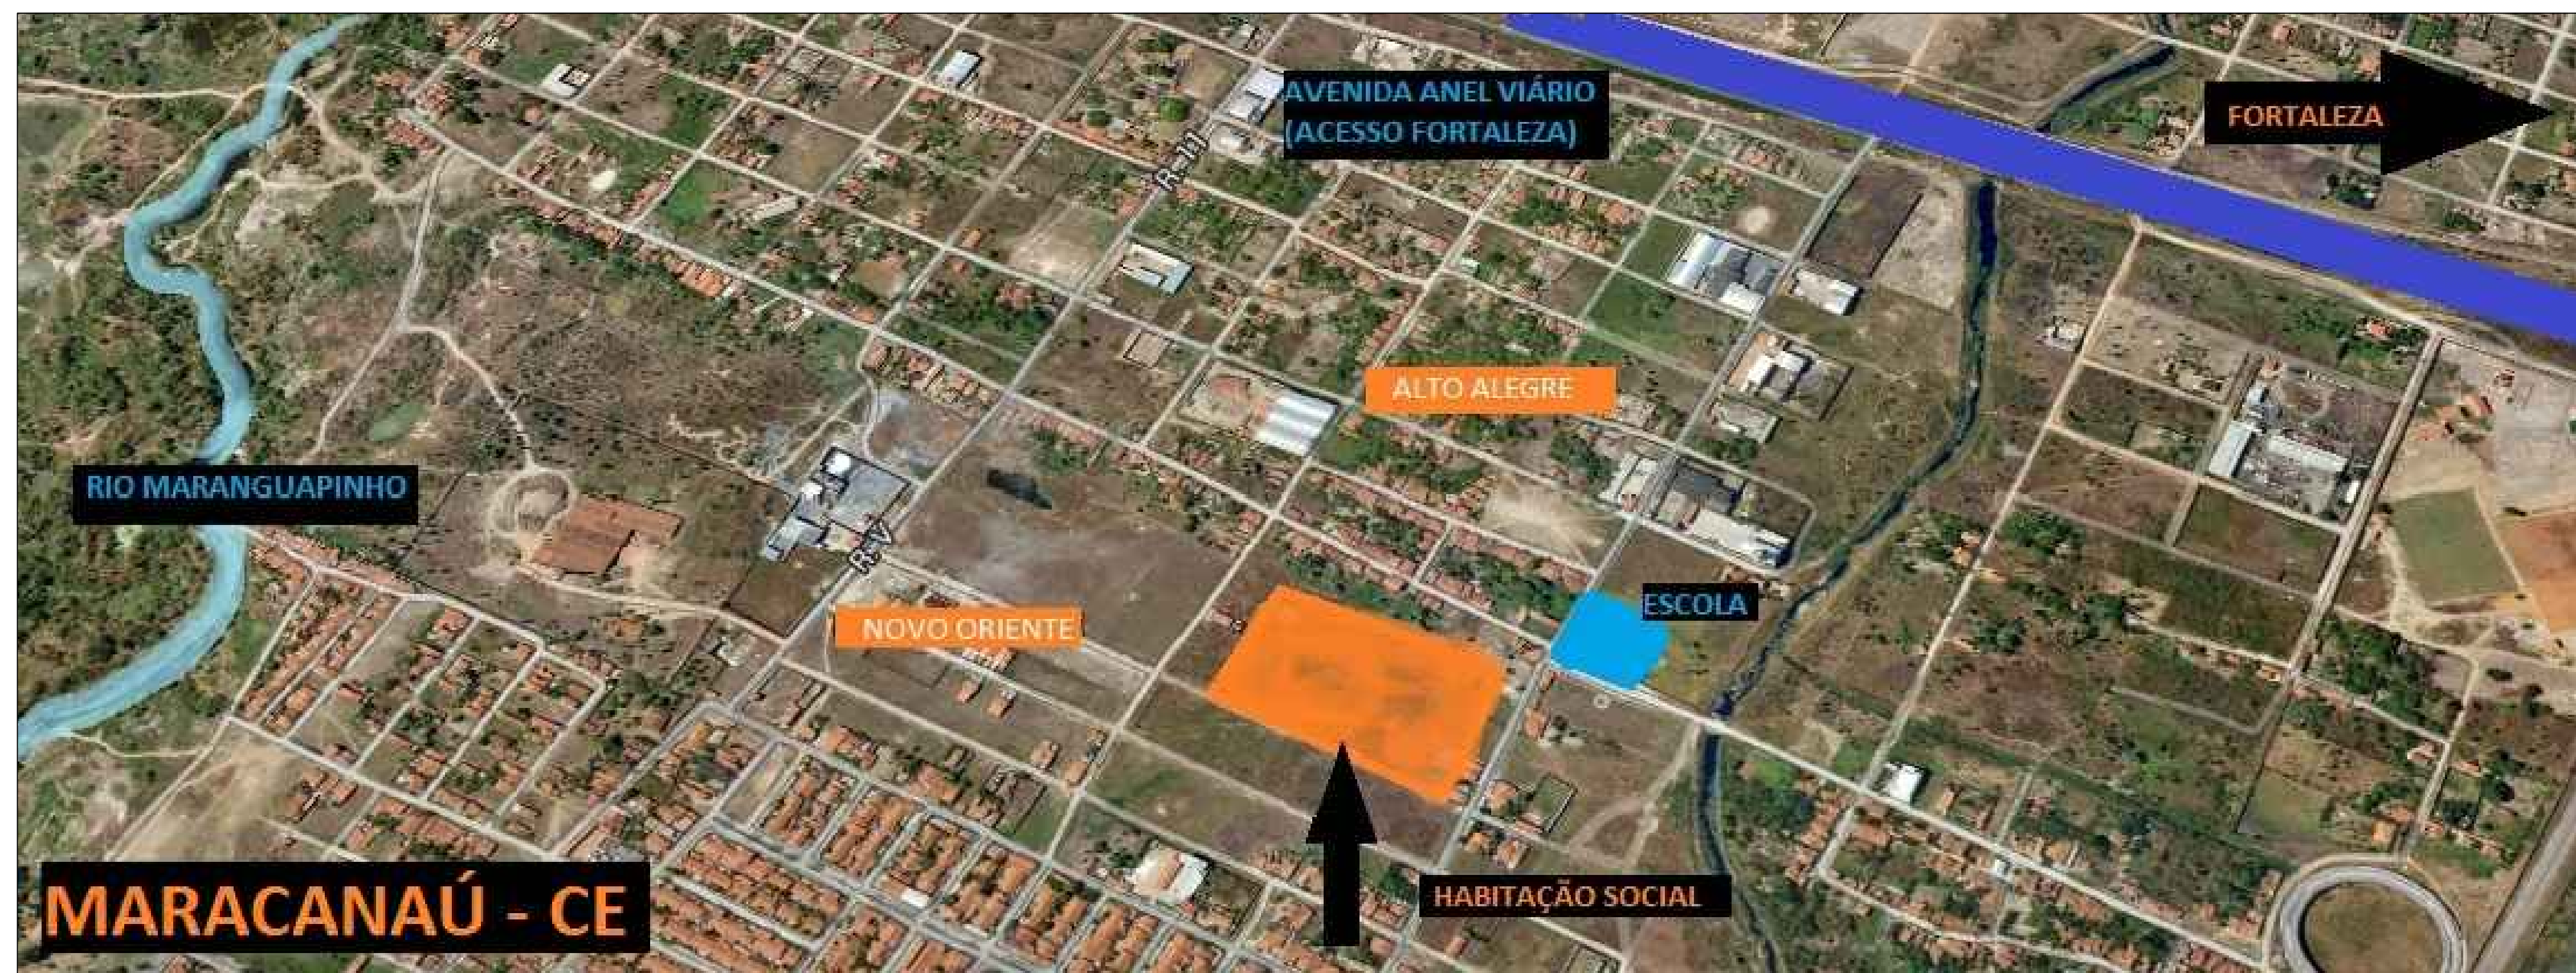 AVENIDA ANEL VIÁRIO
(ACESSO FORTALEZA)
FORTALEZA
ALTO ALEGRE
RIO MARANGUAPINHO
ESCOLA
NOVO ORIENTE
HABITAÇÃO SOCIAL
MARACANAÚ - CE